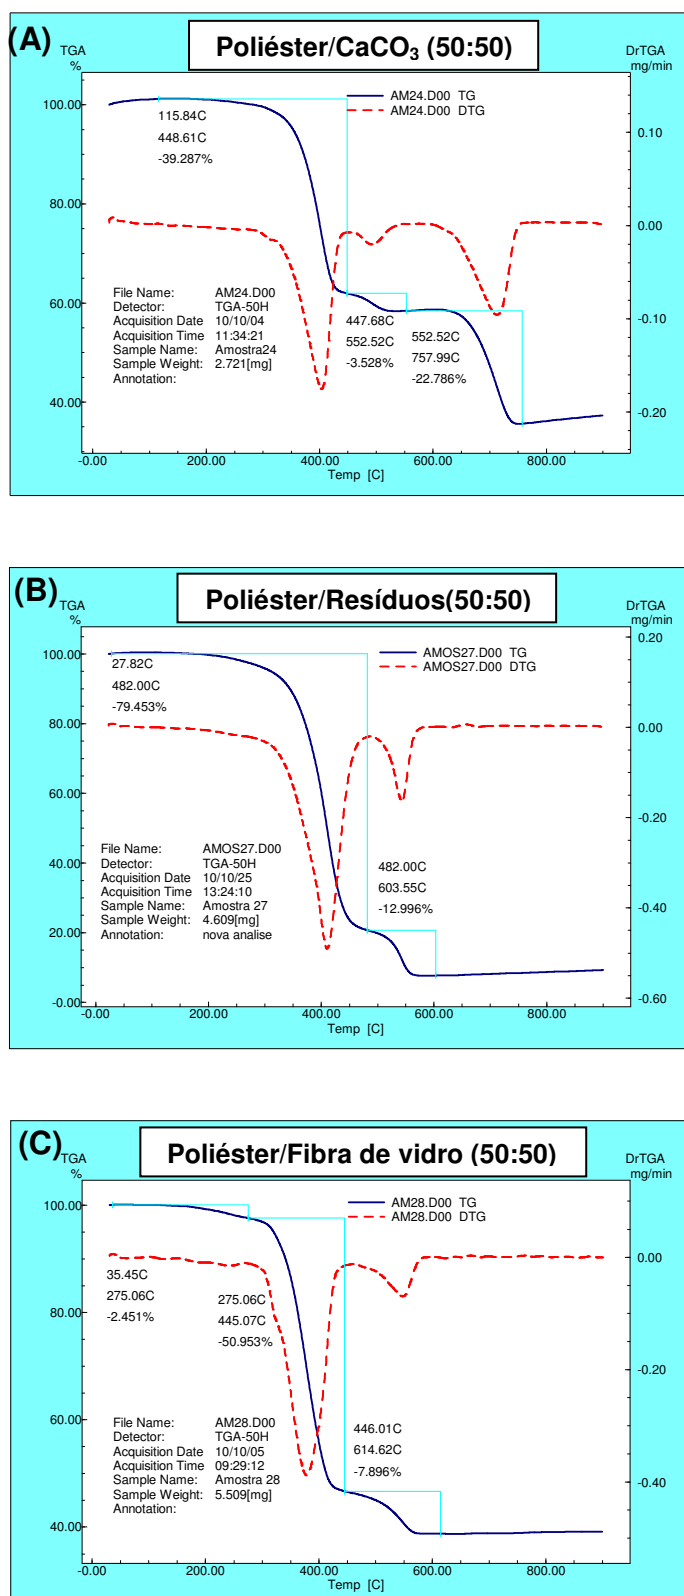 (A)
Poliéster/CaCO₃ (50:50)
TGA
%
DrTGA
mg/min
AM24.D00 TG
AM24.D00 DTG
100.00
80.00
60.00
40.00
0.10
0.00
-0.10
-0.20
115.84C
448.61C
-39.287%
File Name: AM24.D00
Detector: TGA-50H
Acquisition Date 10/10/04
Acquisition Time 11:34:21
Sample Name: Amostra24
Sample Weight: 2.721[mg]
Annotation:
447.68C
552.52C
-3.528%
552.52C
757.99C
-22.786%
-0.00 200.00 400.00 600.00 800.00
Temp [C]
(B)
Poliéster/Resíduos(50:50)
TGA
%
DrTGA
mg/min
AMOS27.D00 TG
AMOS27.D00 DTG
100.00
80.00
60.00
40.00
20.00
-0.00
0.20
0.00
-0.20
-0.40
-0.60
27.82C
482.00C
-79.453%
File Name: AMOS27.D00
Detector: TGA-50H
Acquisition Date 10/10/25
Acquisition Time 13:24:10
Sample Name: Amostra 27
Sample Weight: 4.609[mg]
Annotation: nova analise
482.00C
603.55C
-12.996%
-0.00 200.00 400.00 600.00 800.00
Temp [C]
(C)
Poliéster/Fibra de vidro (50:50)
TGA
%
DrTGA
mg/min
AM28.D00 TG
AM28.D00 DTG
100.00
80.00
60.00
40.00
0.00
-0.20
-0.40
35.45C
275.06C
-2.451%
275.06C
445.07C
-50.953%
File Name: AM28.D00
Detector: TGA-50H
Acquisition Date 10/10/05
Acquisition Time 09:29:12
Sample Name: Amostra 28
Sample Weight: 5.509[mg]
Annotation:
446.01C
614.62C
-7.896%
-0.00 200.00 400.00 600.00 800.00
Temp [C]